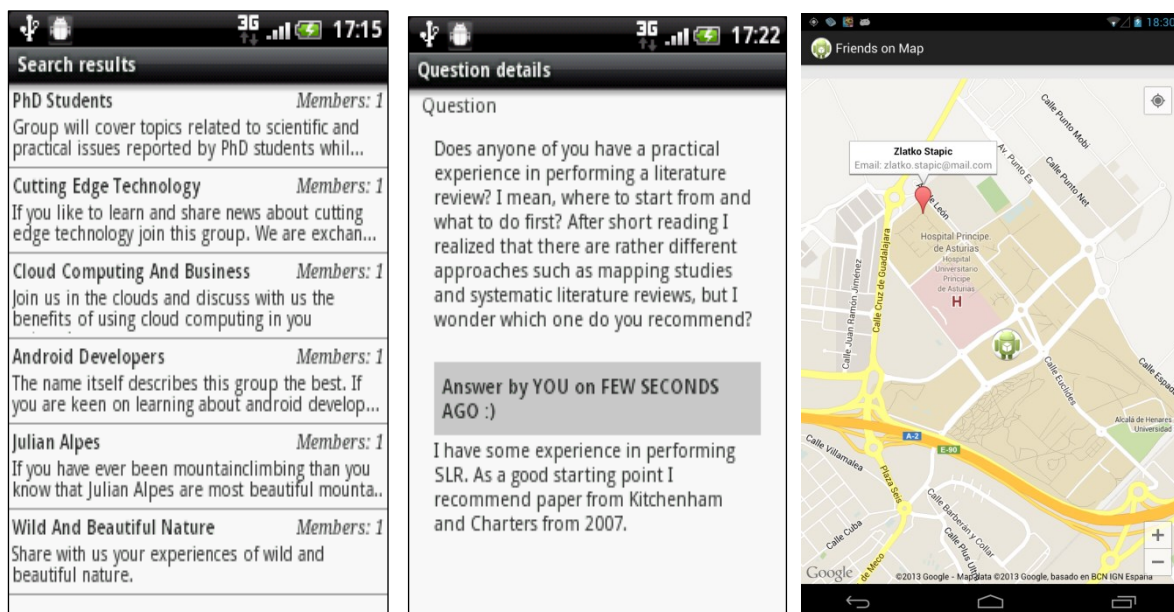 3G 17:15
Search results
PhD Students Members: 1
Group will cover topics related to scientific and
practical issues reported by PhD students whil...
Cutting Edge Technology Members: 1
If you like to learn and share news about cutting
edge technology join this group. We are exchan...
Cloud Computing And Business Members: 1
Join us in the clouds and discuss with us the
benefits of using cloud computing in you
Android Developers Members: 1
The name itself describes this group the best. If
you are keen on learning about android develop...
Julian Alpes Members: 1
If you have ever been mountainclimbing than you
know that Julian Alpes are most beautiful mounta..
Wild And Beautiful Nature Members: 1
Share with us your experiences of wild and
beautiful nature.
3G 17:22
Question details
Question
Does anyone of you have a practical
experience in performing a literature
review? I mean, where to start from and
what to do first? After short reading I
realized that there are rather different
approaches such as mapping studies
and systematic literature reviews, but I
wonder which one do you recommend?
Answer by YOU on FEW SECONDS
AGO :)
I have some experience in performing
SLR. As a good starting point I
recommend paper from Kitchenham
and Charters from 2007.
18:30
Friends on Map
Calle Punto Mobi
Av. Punto Es
Calle Punto Net
Zlatko Stapic
Email: zlatko.stapic@mail.com
de León
Hospital Principe
de Asturias
Hospital
Universitario
Principe
de Asturias
H
Calle Juan Ramón Jiménez
Calle Cruz de Guadalajara
Calle Euclides
Calle Espada
Alcalá de Henares
Universidad
A-2
E-90
Calle Villamalea
Plaza Seis
Calle Cuba
de Meco
Calle Barberán y Collar
Calle Plus Ultra
+
−
Google
©2013 Google - Map data ©2013 Google, basado en BCN IGN España